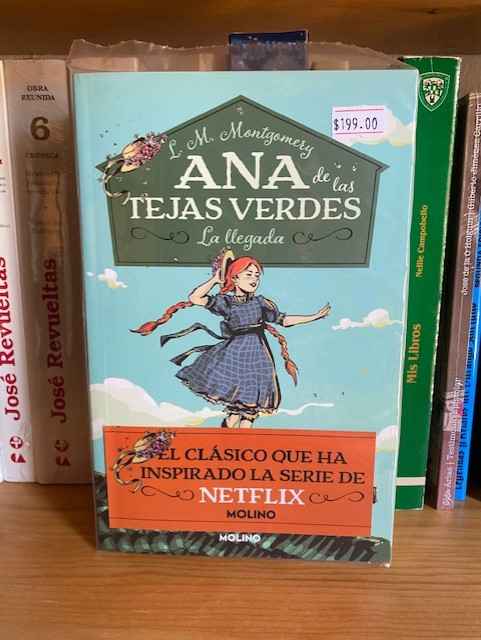 OBRA
REUNIDA
6
CRÓNICA
José Revueltas
José Revueltas
L. M. Montgomery
$199.00
ANA de las
TEJAS VERDES
La llegada
EL CLÁSICO QUE HA
INSPIRADO LA SERIE DE
NETFLIX
MOLINO
MOLINO
Nellie Campobello
Mis Libros